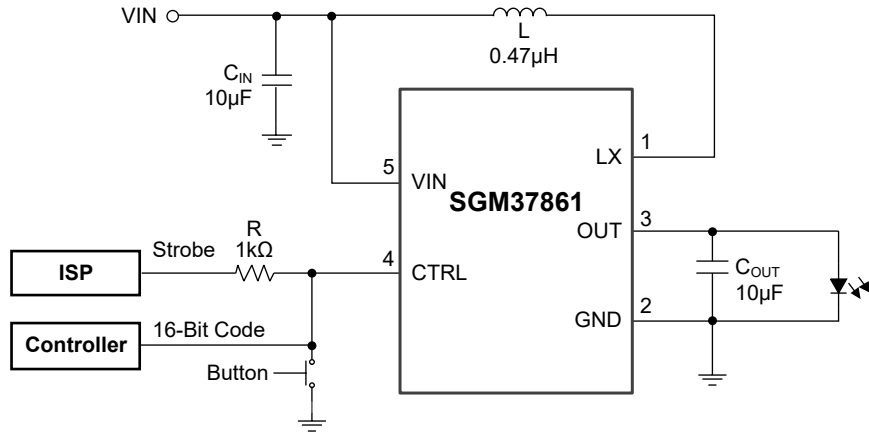 VIN
L
0.47µH
CIN
10µF
1
LX
5
VIN
SGM37861
3
OUT
R
1kΩ
Strobe
ISP
4
CTRL
COUT
10µF
2
GND
16-Bit Code
Controller
Button